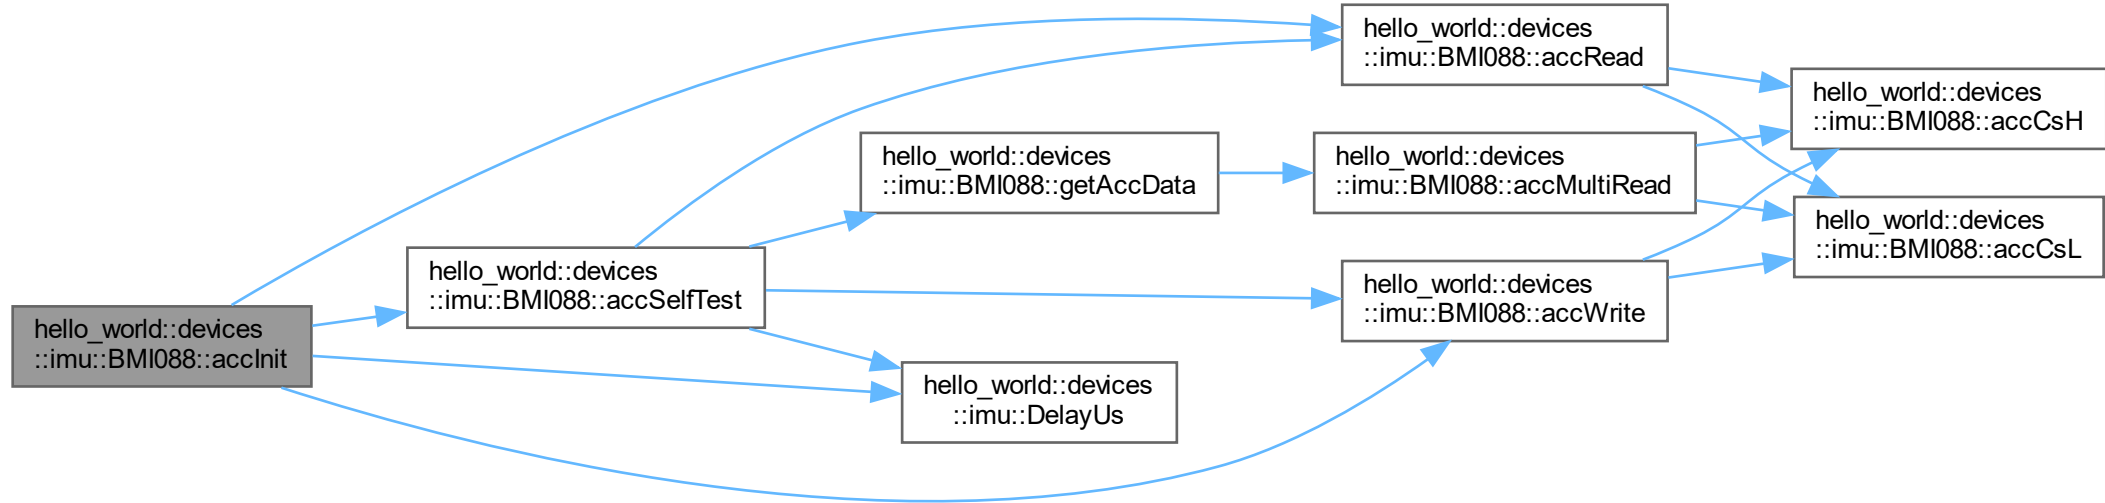 hello_world::devices
::imu::BMI088::accRead
hello_world::devices
::imu::BMI088::accCsH
hello_world::devices
::imu::BMI088::getAccData
hello_world::devices
::imu::BMI088::accMultiRead
hello_world::devices
::imu::BMI088::accCsL
hello_world::devices
::imu::BMI088::accSelfTest
hello_world::devices
::imu::BMI088::accWrite
hello_world::devices
::imu::BMI088::accInit
hello_world::devices
::imu::DelayUs